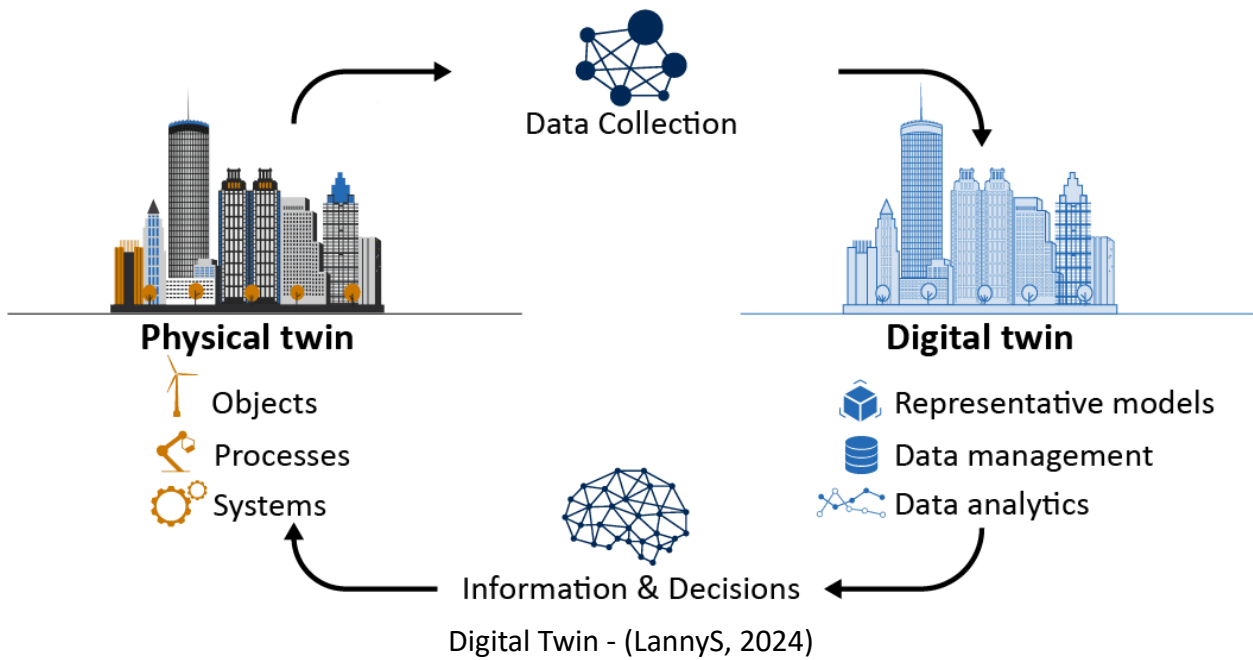 Data Collection
Physical twin
Objects
Processes
Systems
Digital twin
Representative models
Data management
Data analytics
Information & Decisions
Digital Twin - (LannyS, 2024)